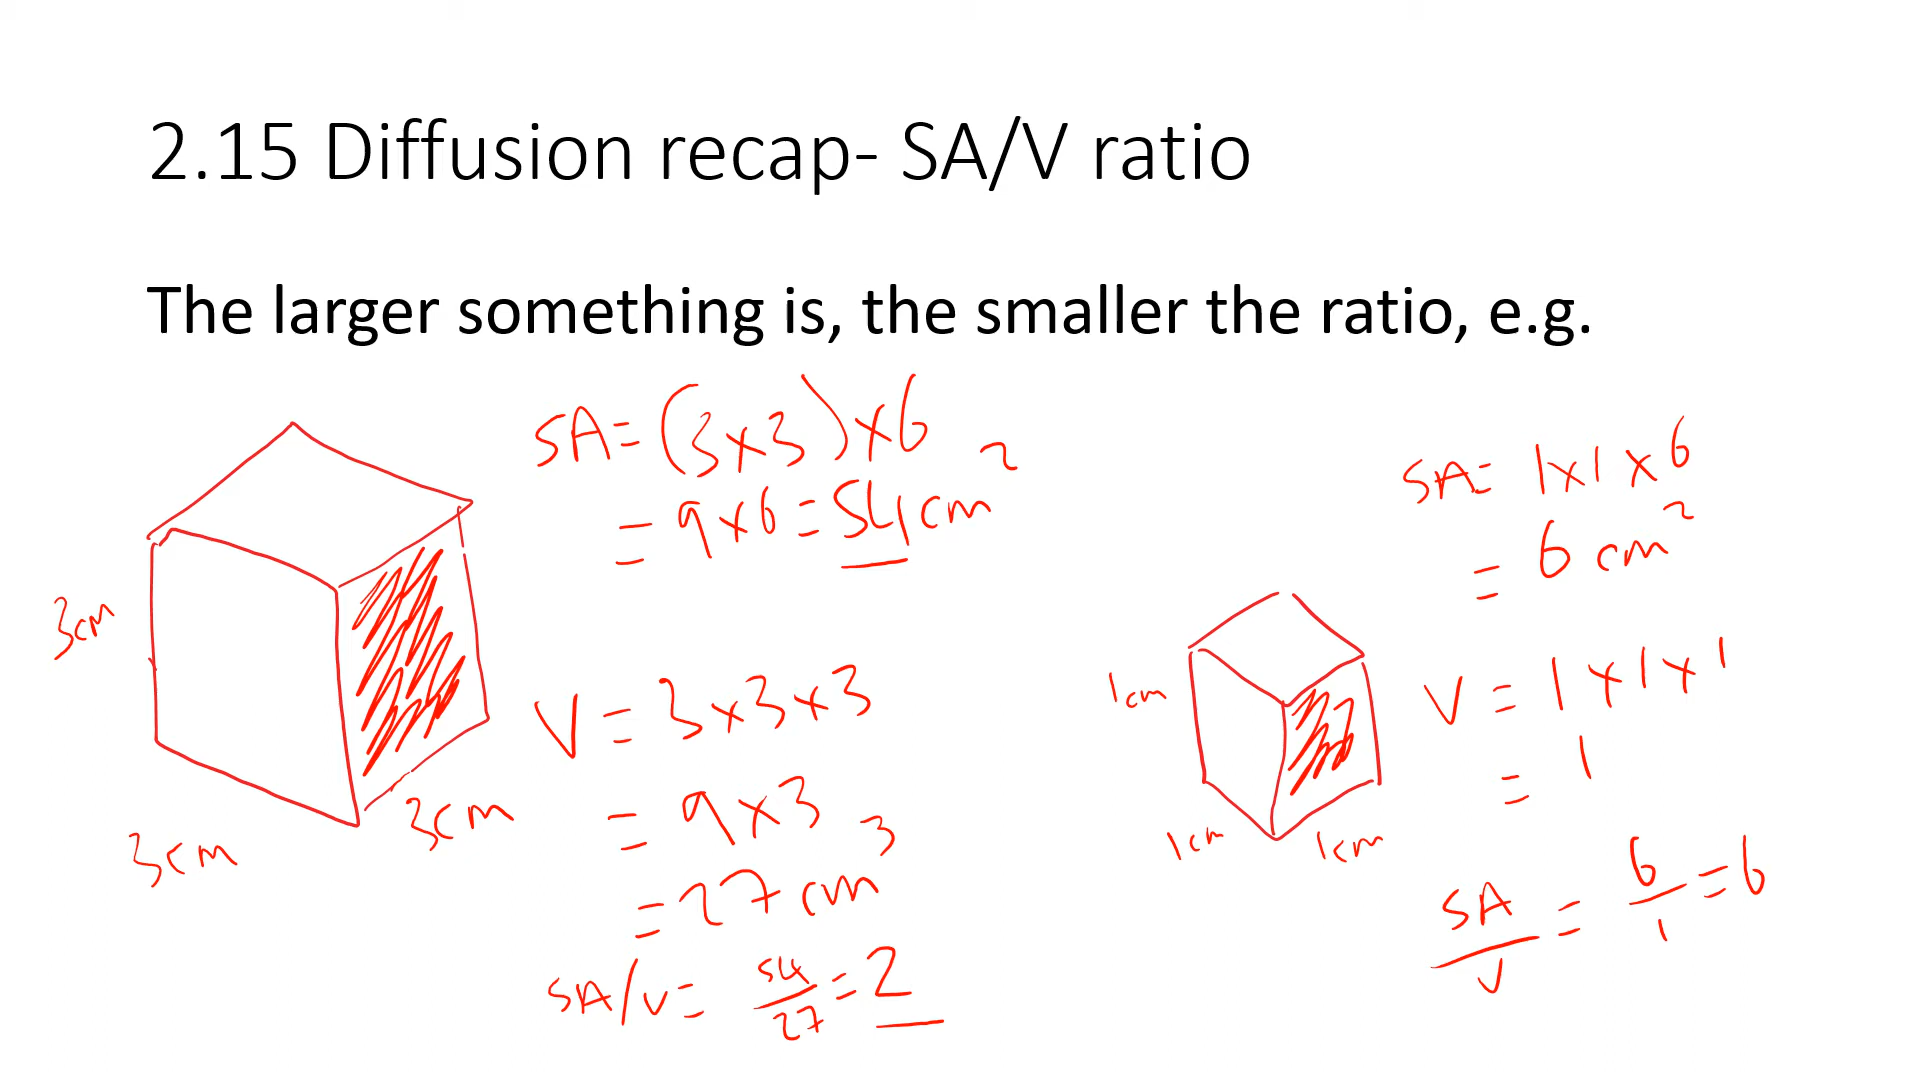 2.15 Diffusion recap- SA/V ratio
The larger something is, the smaller the ratio, e.g.
3cm
3cm
3cm
SA= (3x3)x6
= 9x6=54cm²
V = 3x3x3
= 9x3
=27cm³
SA/V= 54/27=2
1cm
1cm
1cm
SA= 1x1x6
= 6cm²
V = 1x1x1
= 1
SA/V = 6/1=6